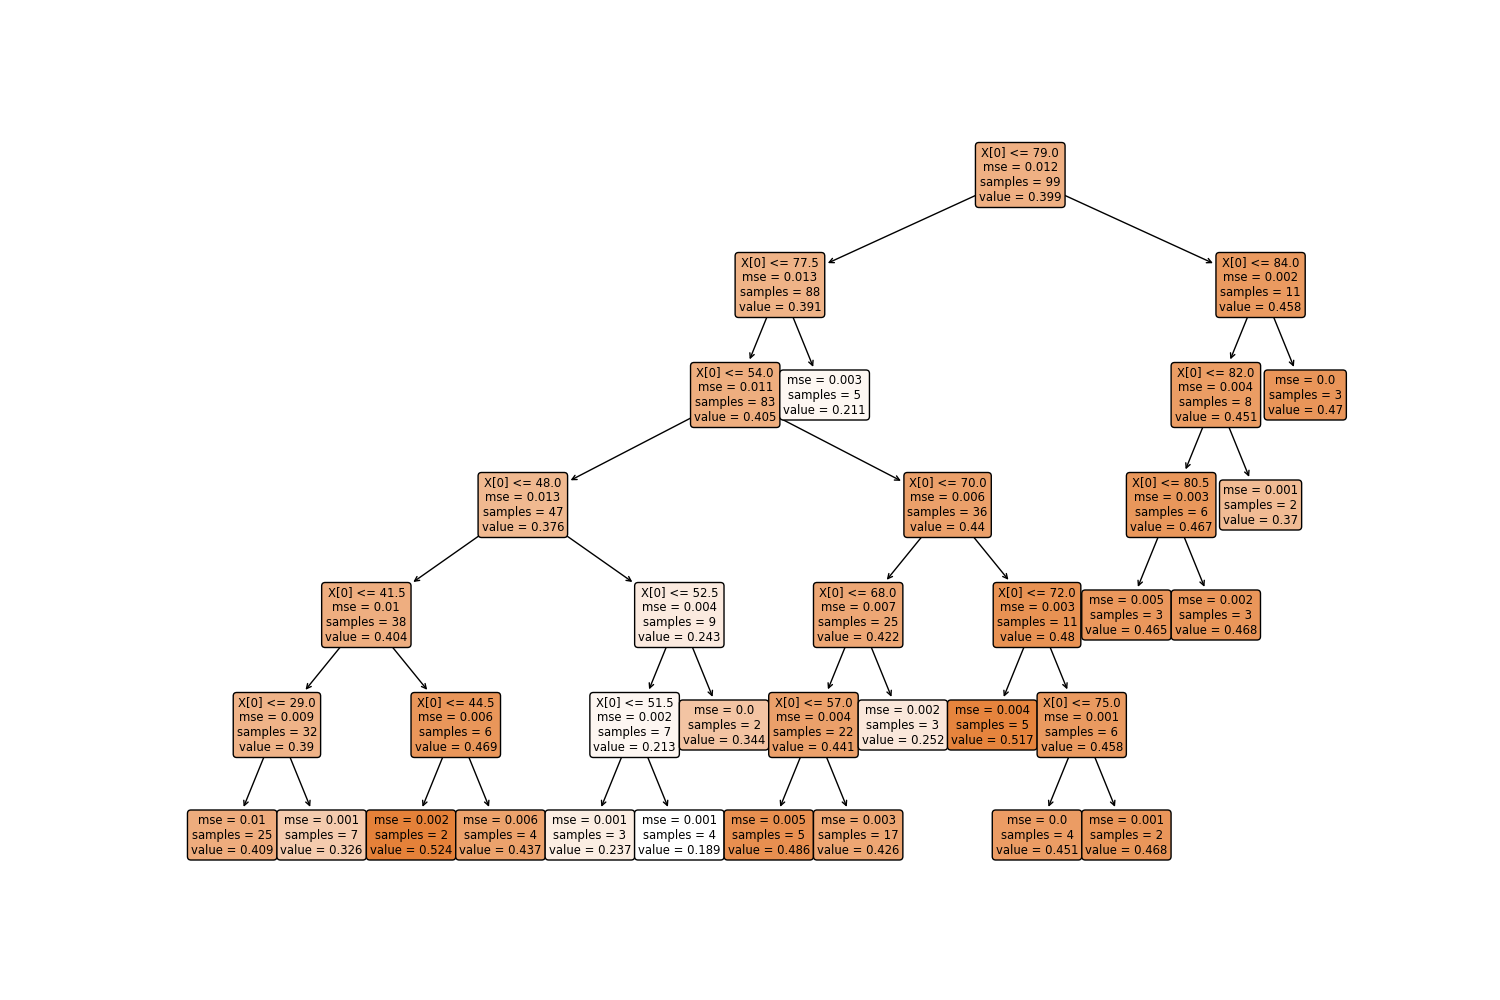 X[0] <= 79.0
mse = 0.012
samples = 99
value = 0.399
X[0] <= 77.5
mse = 0.013
samples = 88
value = 0.391
X[0] <= 84.0
mse = 0.002
samples = 11
value = 0.458
X[0] <= 54.0
mse = 0.011
samples = 83
value = 0.405
mse = 0.003
samples = 5
value = 0.211
X[0] <= 82.0
mse = 0.004
samples = 8
value = 0.451
mse = 0.0
samples = 3
value = 0.47
X[0] <= 48.0
mse = 0.013
samples = 47
value = 0.376
X[0] <= 70.0
mse = 0.006
samples = 36
value = 0.44
X[0] <= 80.5
mse = 0.003
samples = 6
value = 0.467
mse = 0.001
samples = 2
value = 0.37
X[0] <= 41.5
mse = 0.01
samples = 38
value = 0.404
X[0] <= 52.5
mse = 0.004
samples = 9
value = 0.243
X[0] <= 68.0
mse = 0.007
samples = 25
value = 0.422
X[0] <= 72.0
mse = 0.003
samples = 11
value = 0.48
mse = 0.005
samples = 3
value = 0.465
mse = 0.002
samples = 3
value = 0.468
X[0] <= 29.0
mse = 0.009
samples = 32
value = 0.39
X[0] <= 44.5
mse = 0.006
samples = 6
value = 0.469
X[0] <= 51.5
mse = 0.002
samples = 7
value = 0.213
mse = 0.0
samples = 2
value = 0.344
X[0] <= 57.0
mse = 0.004
samples = 22
value = 0.441
mse = 0.002
samples = 3
value = 0.252
mse = 0.004
samples = 5
value = 0.517
X[0] <= 75.0
mse = 0.001
samples = 6
value = 0.458
mse = 0.01
samples = 25
value = 0.409
mse = 0.001
samples = 7
value = 0.326
mse = 0.002
samples = 2
value = 0.524
mse = 0.006
samples = 4
value = 0.437
mse = 0.001
samples = 3
value = 0.237
mse = 0.001
samples = 4
value = 0.189
mse = 0.005
samples = 5
value = 0.486
mse = 0.003
samples = 17
value = 0.426
mse = 0.0
samples = 4
value = 0.451
mse = 0.001
samples = 2
value = 0.468